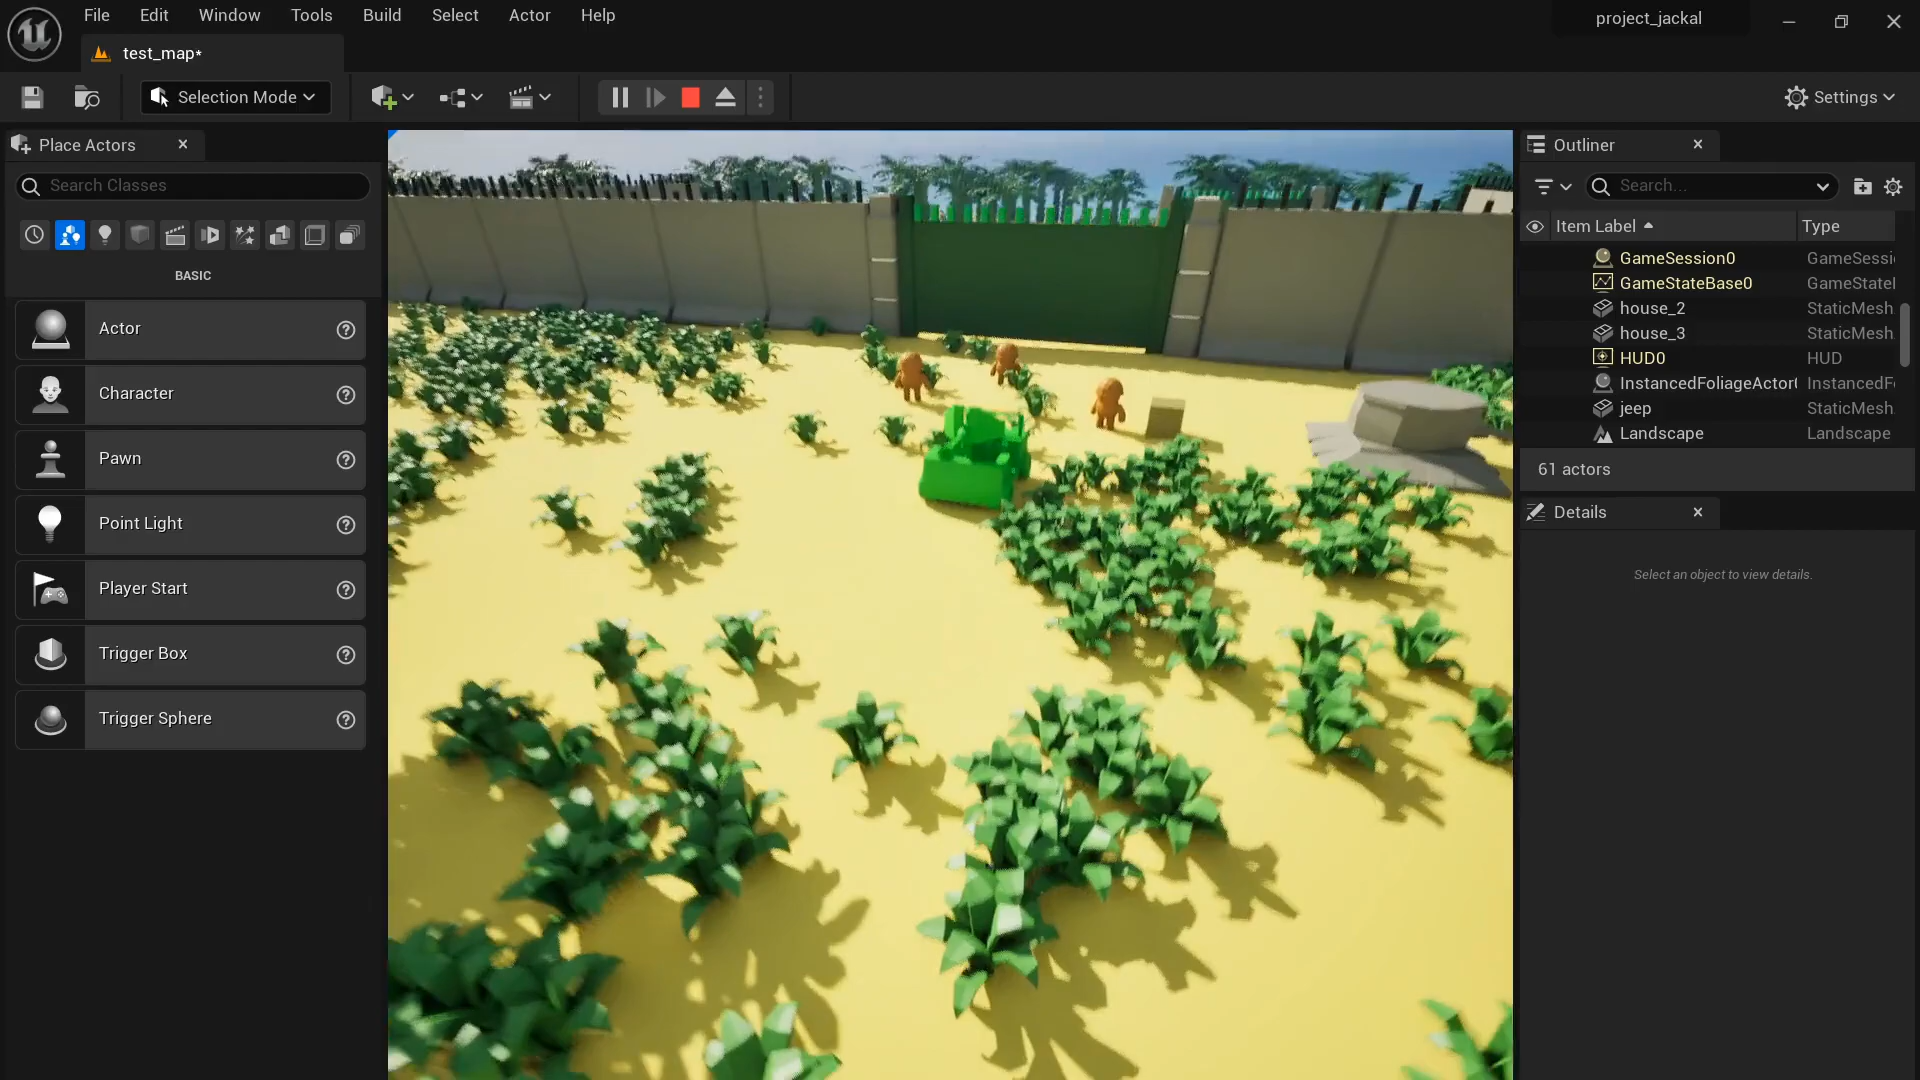 File Edit Window Tools Build Select Actor Help
project_jackal
test_map*
Selection Mode
Settings
Place Actors
Search Classes
BASIC
Actor
Character
Pawn
Point Light
Player Start
Trigger Box
Trigger Sphere
Outliner
Search...
Item Label Type
GameSession0 GameSessi
GameStateBase0 GameStatel
house_2 StaticMesh
house_3 StaticMesh
HUD0 HUD
InstancedFoliageActor InstancedF
jeep StaticMesh
Landscape Landscape
61 actors
Details
Select an object to view details.